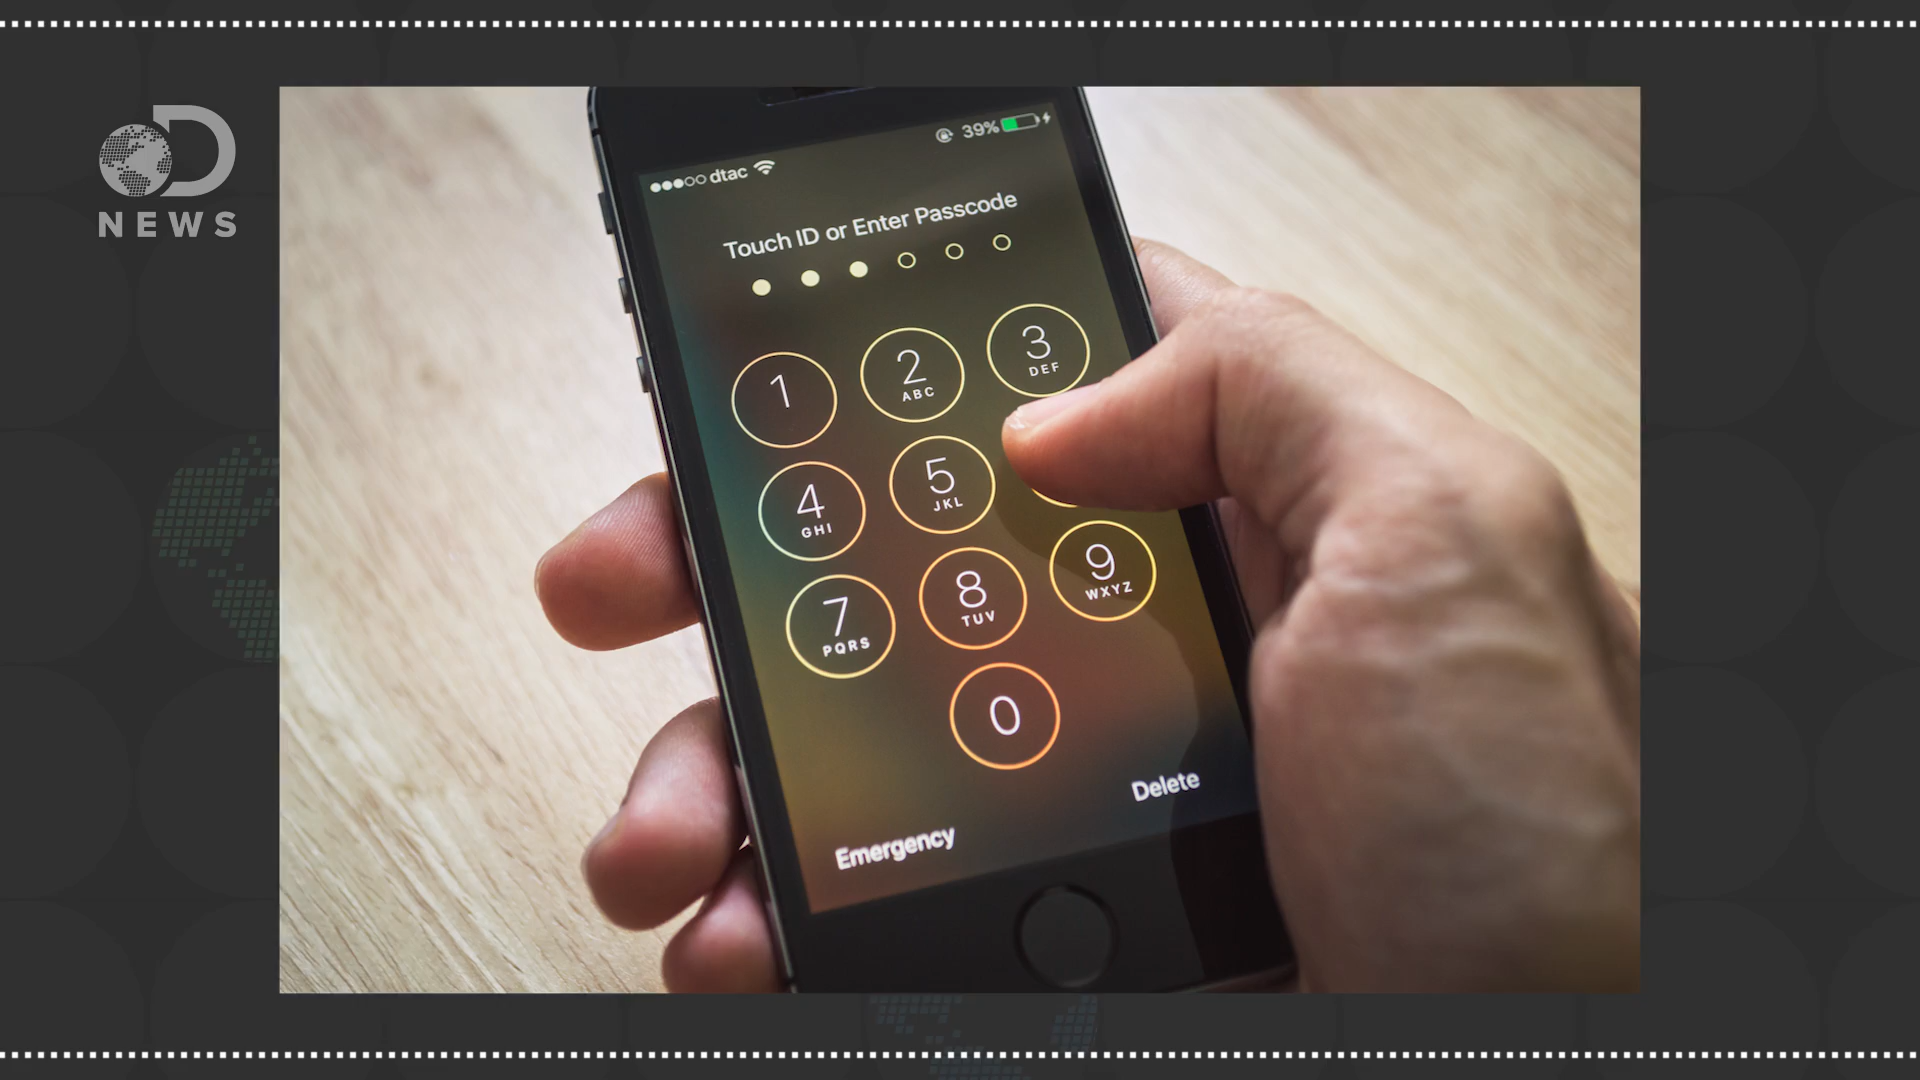 NEWS
39%
dtac
Touch ID or Enter Passcode
1
2
ABC
3
DEF
4
GHI
5
JKL
7
PQRS
8
TUV
9
WXYZ
0
Delete
Emergency